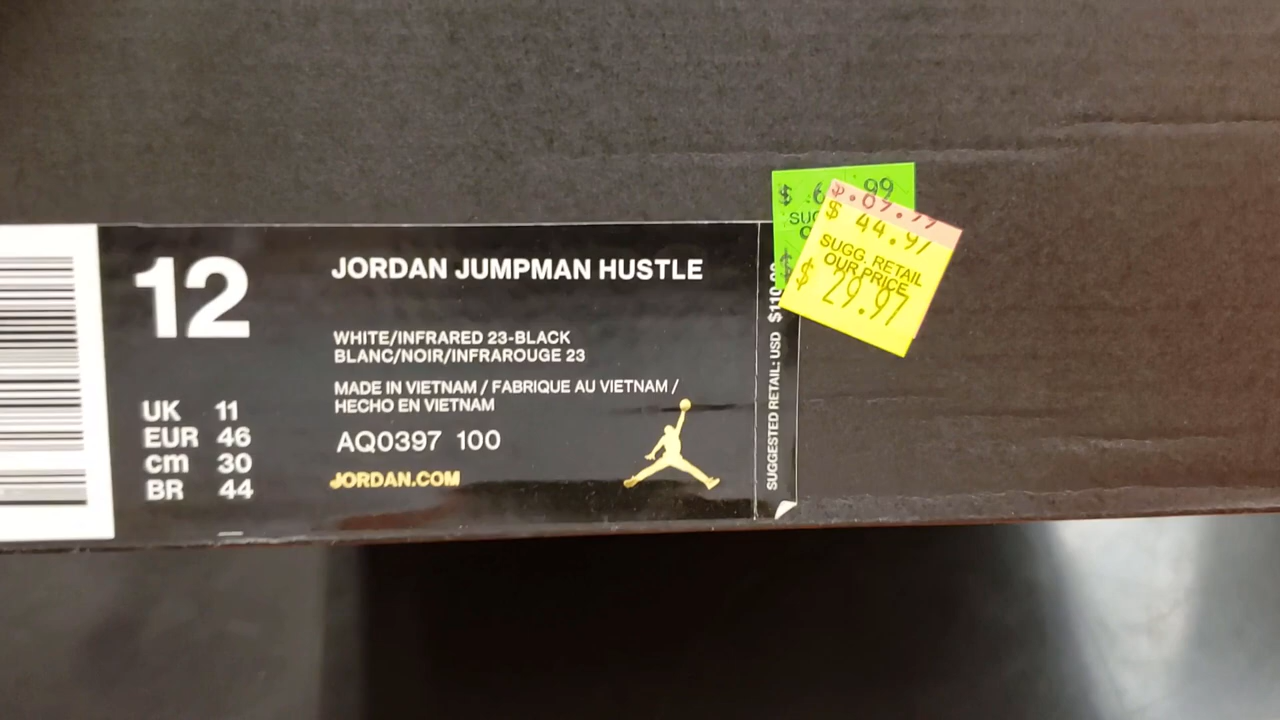 12
UK 11
EUR 46
cm 30
BR 44
JORDAN JUMPMAN HUSTLE
WHITE/INFRARED 23-BLACK
BLANC/NOIR/INFRAROUGE 23
MADE IN VIETNAM / FABRIQUE AU VIETNAM /
HECHO EN VIETNAM
AQ0397 100
JORDAN.COM
SUGGESTED RETAIL: USD
$ 6 .99
$ 44.97
SUGG. RETAIL
OUR PRICE
$ 29.97